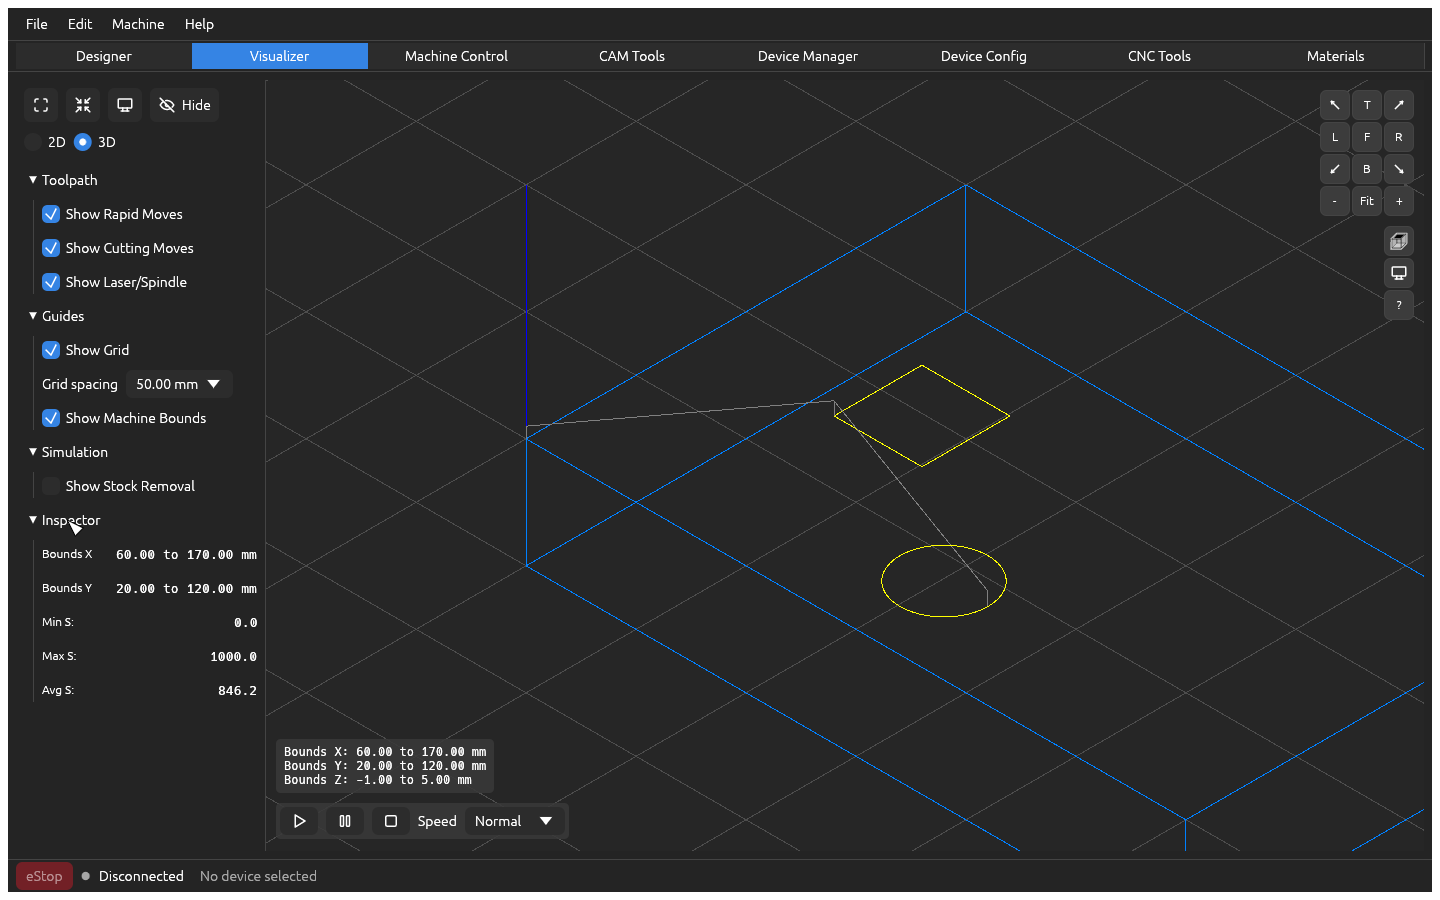 File Edit Machine Help
Designer Visualizer Machine Control CAM Tools Device Manager Device Config CNC Tools Materials
Hide
2D 3D
Toolpath
Show Rapid Moves
Show Cutting Moves
Show Laser/Spindle
Guides
Show Grid
Grid spacing 50.00 mm
Show Machine Bounds
Simulation
Show Stock Removal
Inspector
Bounds X 60.00 to 170.00 mm
Bounds Y 20.00 to 120.00 mm
Min S: 0.0
Max S: 1000.0
Avg S: 846.2
T
L F R
B
- Fit +
?
Bounds X: 60.00 to 170.00 mm
Bounds Y: 20.00 to 120.00 mm
Bounds Z: -1.00 to 5.00 mm
Speed Normal
eStop Disconnected No device selected